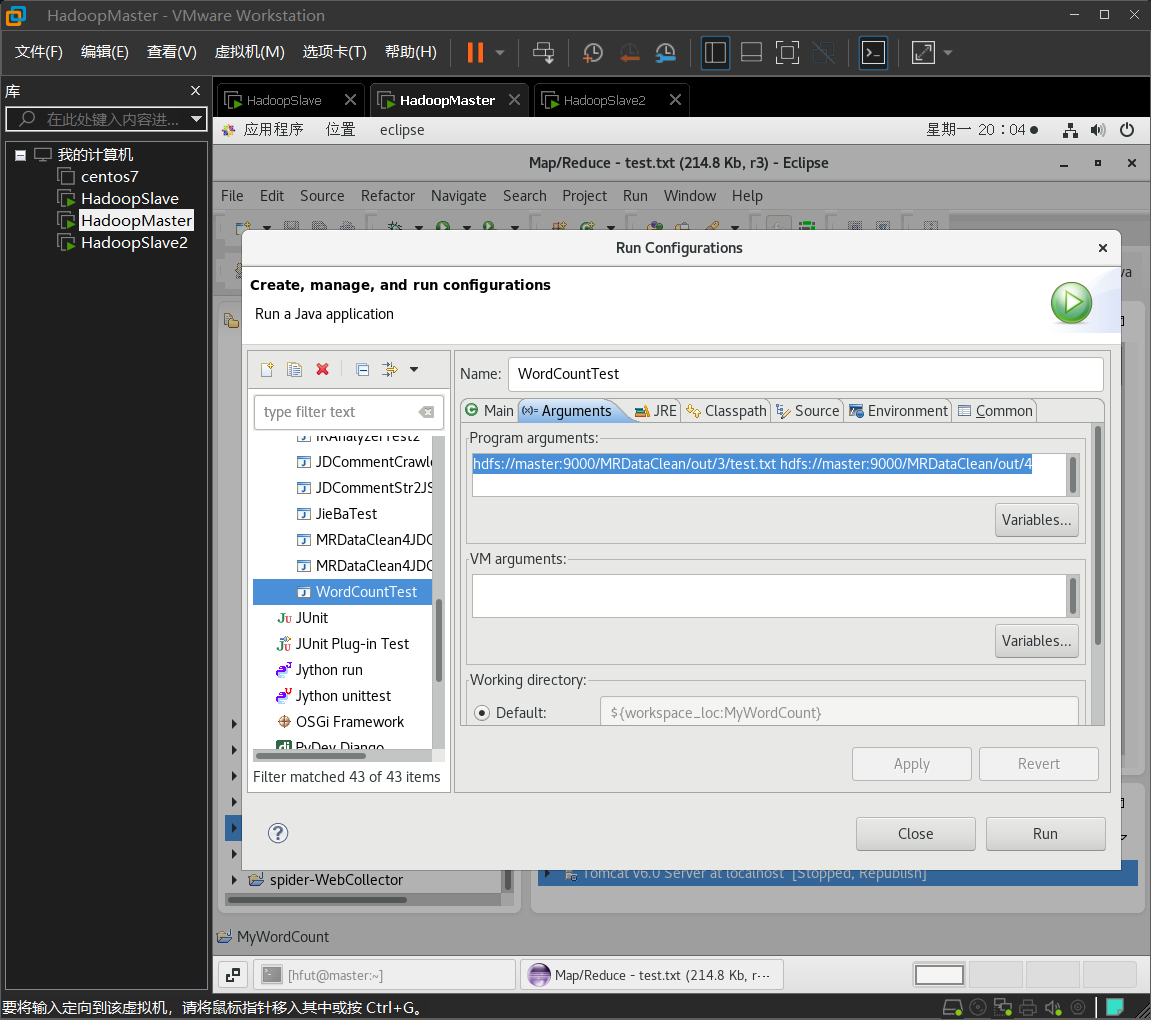 HadoopMaster - VMware Workstation
文件(F) 编辑(E) 查看(V) 虚拟机(M) 选项卡(T) 帮助(H)
库
在此处键入内容进...
我的计算机
centos7
HadoopSlave
HadoopMaster
HadoopSlave2
HadoopSlave HadoopMaster HadoopSlave2
应用程序 位置 eclipse 星期一 20：04
Map/Reduce - test.txt (214.8 Kb, r3) - Eclipse
File Edit Source Refactor Navigate Search Project Run Window Help
Run Configurations
Create, manage, and run configurations
Run a Java application
type filter text
IKAnalyzerTest2
JDCommentCrawl
JDCommentStr2JS
JieBaTest
MRDataClean4JDC
MRDataClean4JDC
WordCountTest
JUnit
JUnit Plug-in Test
Jython run
Jython unittest
OSGi Framework
PyDev Django
Filter matched 43 of 43 items
Name: WordCountTest
Main Arguments JRE Classpath Source Environment Common
Program arguments:
hdfs://master:9000/MRDataClean/out/3/test.txt hdfs://master:9000/MRDataClean/out/4
Variables...
VM arguments:
Variables...
Working directory:
Default: ${workspace_loc:MyWordCount}
Apply Revert
Close Run
spider-WebCollector
Tomcat v6.0 Server at localhost [Stopped, Republish]
MyWordCount
[hfut@master:~] Map/Reduce - test.txt (214.8 Kb, r···
要将输入定向到该虚拟机，请将鼠标指针移入其中或按 Ctrl+G。